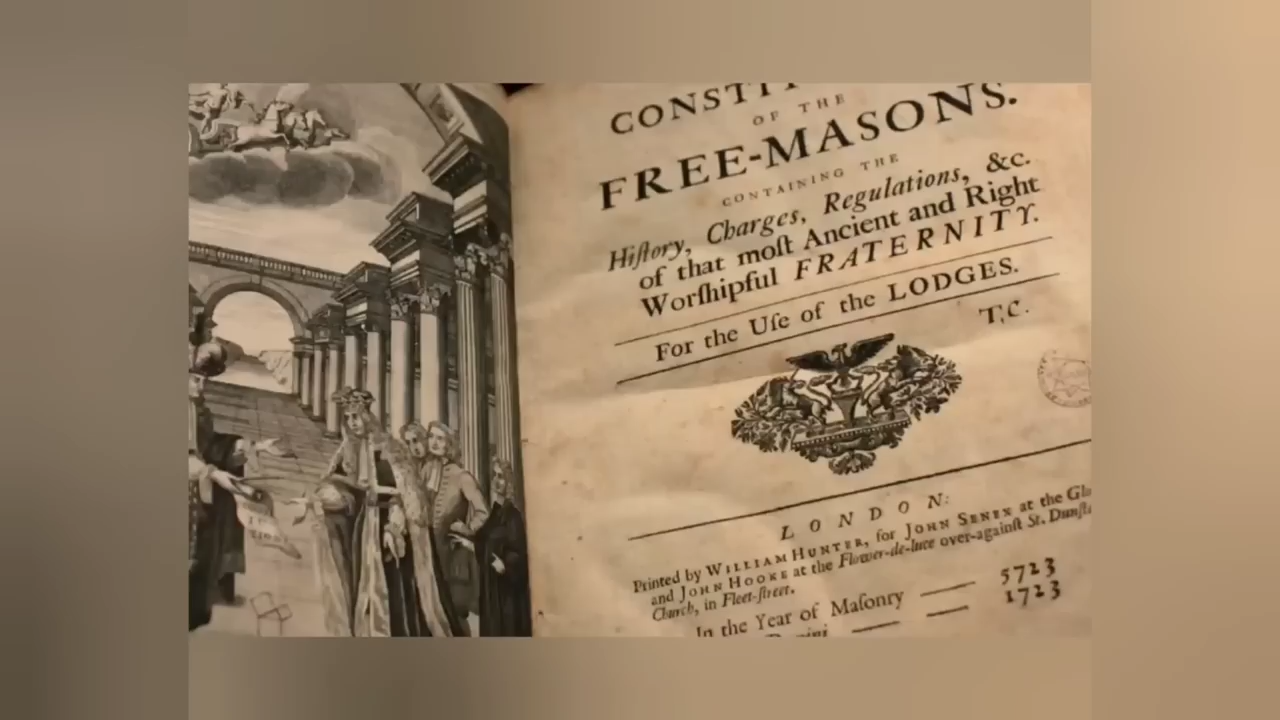 CONSTI
OF THE
FREE-MASONS.
CONTAINING THE
Hiſtory, Charges, Regulations, &c.
of that moſt Ancient and Right
Worſhipful FRATERNITY.
For the Uſe of the LODGES.
T.C.
LONDON:
Printed by WILLIAM HUNTER, for JOHN SENEX at the
and JOHN HOOKE at the Flower-de-luce over-against St.
Church, in Fleet-ſtreet.
In the Year of Maſonry 5723
1723